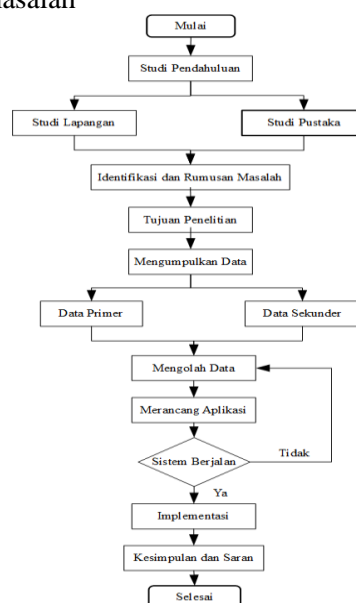 Mulai
Studi Pendahuluan
Studi Lapangan
Studi Pustaka
Identifikasi dan Rumusan Masalah
Tujuan Penelitian
Mengumpulkan Data
Data Primer
Data Sekunder
Mengolah Data
Merancang Aplikasi
Sistem Berjalan
Tidak
Ya
Implementasi
Kesimpulan dan Saran
Selesai